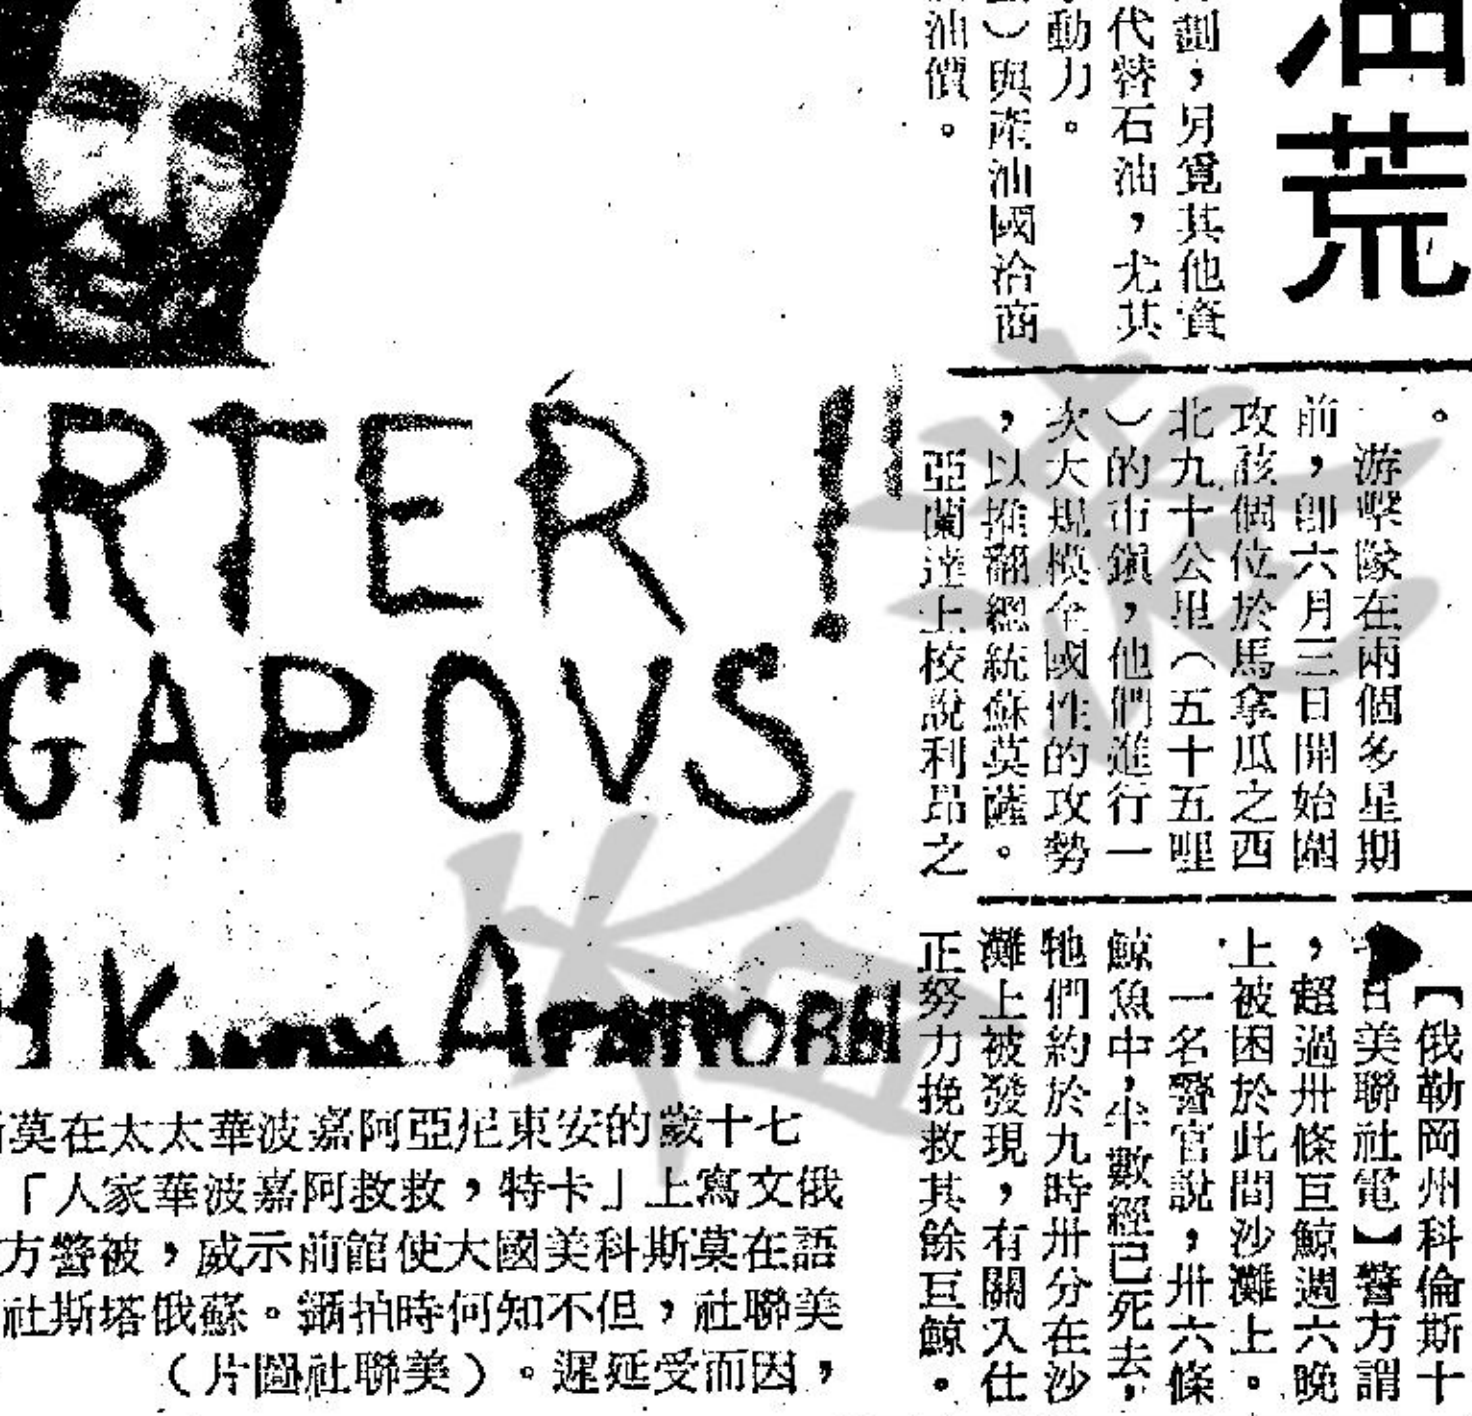 油荒
劃，另覓其他資
代替石油，尤其
動力。
）與產油國洽商
油價。
。
游擊隊在兩個多星期
前，即六月三日開始圍
攻該個位於馬拿瓜之西
北九十公里（五十五哩
）的市鎮，他們進行一
次大規模全國性的攻勢
，以推翻總統蘇莫薩。
亞蘭達上校說利昂之
【俄勒岡州科倫斯十
日美聯社電】警方謂
，超過卅條巨鯨週六晚
上被困於此間沙灘上。
一名警官說，卅六條
鯨魚中，半數經已死去，
牠們約於九時卅分在沙
灘上被發現，有關入仕
正努力挽救其餘巨鯨。
RTER !
GAPOVS
七十歲的安東尼亞阿嘉波華太太在莫斯
俄文寫上「卡特，救救阿嘉波華家人」
語在莫斯科美國大使館前示威，被警方
美聯社，但不知何時拍攝。蘇俄塔斯社
，因而受延遲。（美聯社圖片）